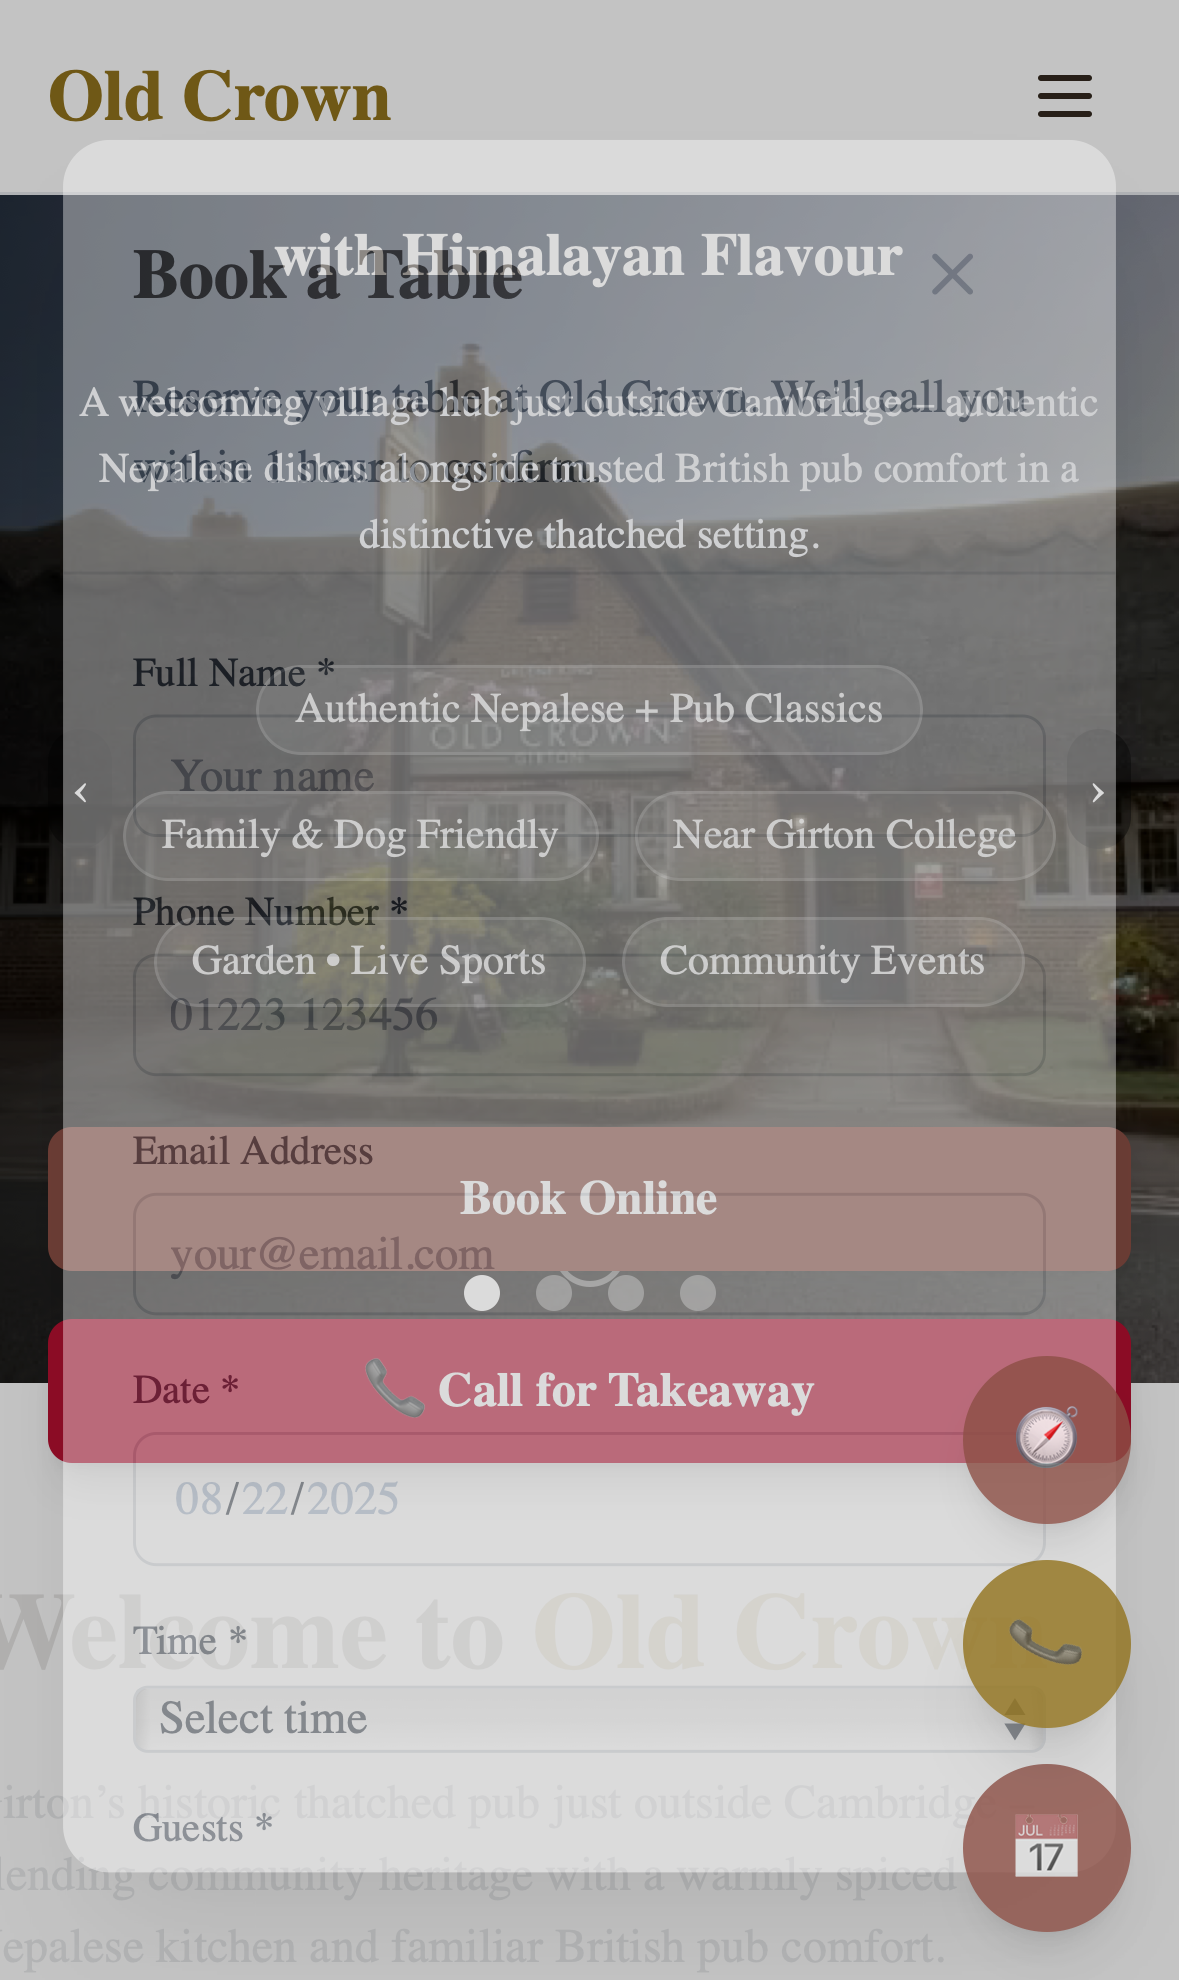 Old Crown
with Himalayan Flavour
Book a Table
Reserve your table at Old Crown. We'll call you
within 1 hour to confirm.
A welcoming village hub just outside Cambridge — authentic
Nepalese dishes alongside trusted British pub comfort in a
distinctive thatched setting.
Full Name *
Authentic Nepalese + Pub Classics
OLD CROWN
GIRTON
Your name
‹
›
Family & Dog Friendly
Near Girton College
Phone Number *
Garden • Live Sports
Community Events
01223 123456
Email Address
Book Online
your@email.com
Date *
Call for Takeaway
08/22/2025
Welcome to Old Crown
Time *
Select time
Girton’s historic thatched pub just outside Cambridge
Guests *
JUL
17
blending community heritage with a warmly spiced
Nepalese kitchen and familiar British pub comfort.